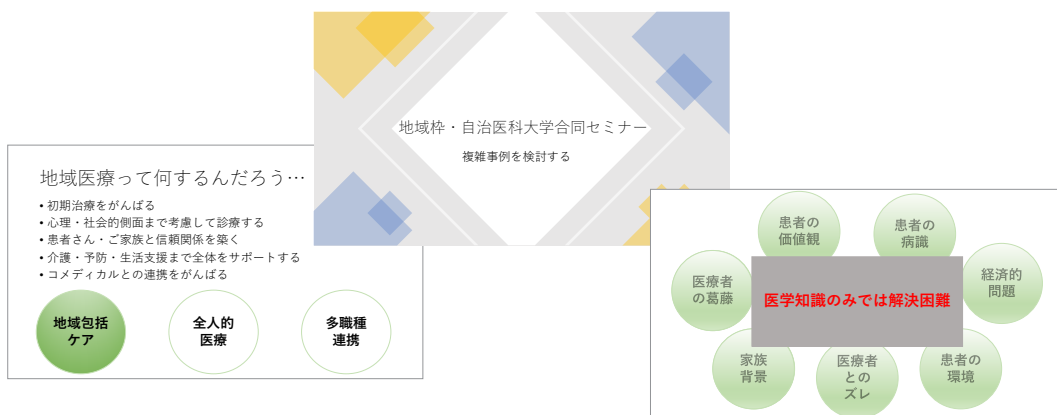 地域枠・自治医科大学合同セミナー
複雑事例を検討する
地域医療って何するんだろう…
• 初期治療をがんばる
• 心理・社会的側面まで考慮して診療する
• 患者さん・ご家族と信頼関係を築く
• 介護・予防・生活支援まで全体をサポートする
• コメディカルとの連携をがんばる
地域包括
ケア
全人的
医療
多職種
連携
患者の
価値観
患者の
病識
医療者
の葛藤
医学知識のみでは解決困難
経済的
問題
家族
背景
医療者
との
ズレ
患者の
環境